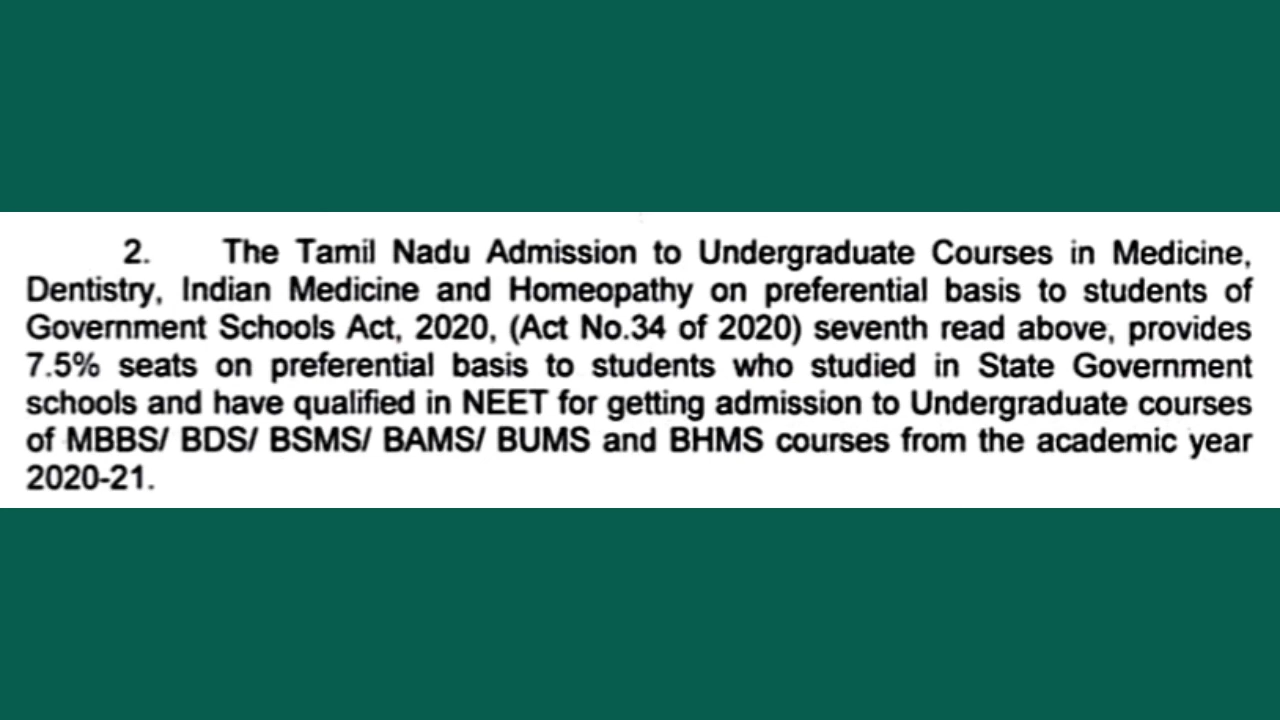 2. The Tamil Nadu Admission to Undergraduate Courses in Medicine,
Dentistry, Indian Medicine and Homeopathy on preferential basis to students of
Government Schools Act, 2020, (Act No.34 of 2020) seventh read above, provides
7.5% seats on preferential basis to students who studied in State Government
schools and have qualified in NEET for getting admission to Undergraduate courses
of MBBS/ BDS/ BSMS/ BAMS/ BUMS and BHMS courses from the academic year
2020-21.